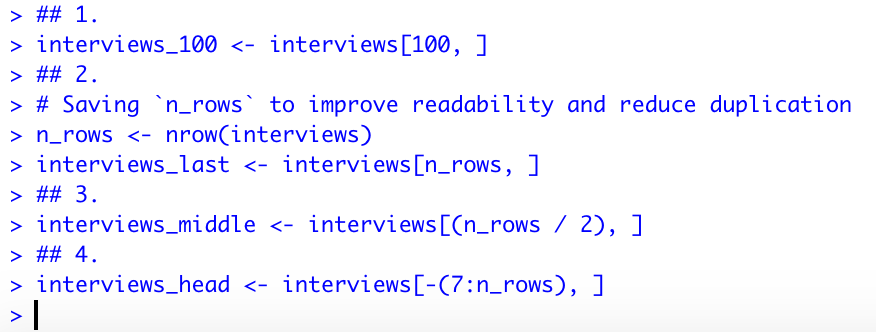 > ## 1.
> interviews_100 <- interviews[100, ]
> ## 2.
> # Saving `n_rows` to improve readability and reduce duplication
> n_rows <- nrow(interviews)
> interviews_last <- interviews[n_rows, ]
> ## 3.
> interviews_middle <- interviews[(n_rows / 2), ]
> ## 4.
> interviews_head <- interviews[-(7:n_rows), ]
>